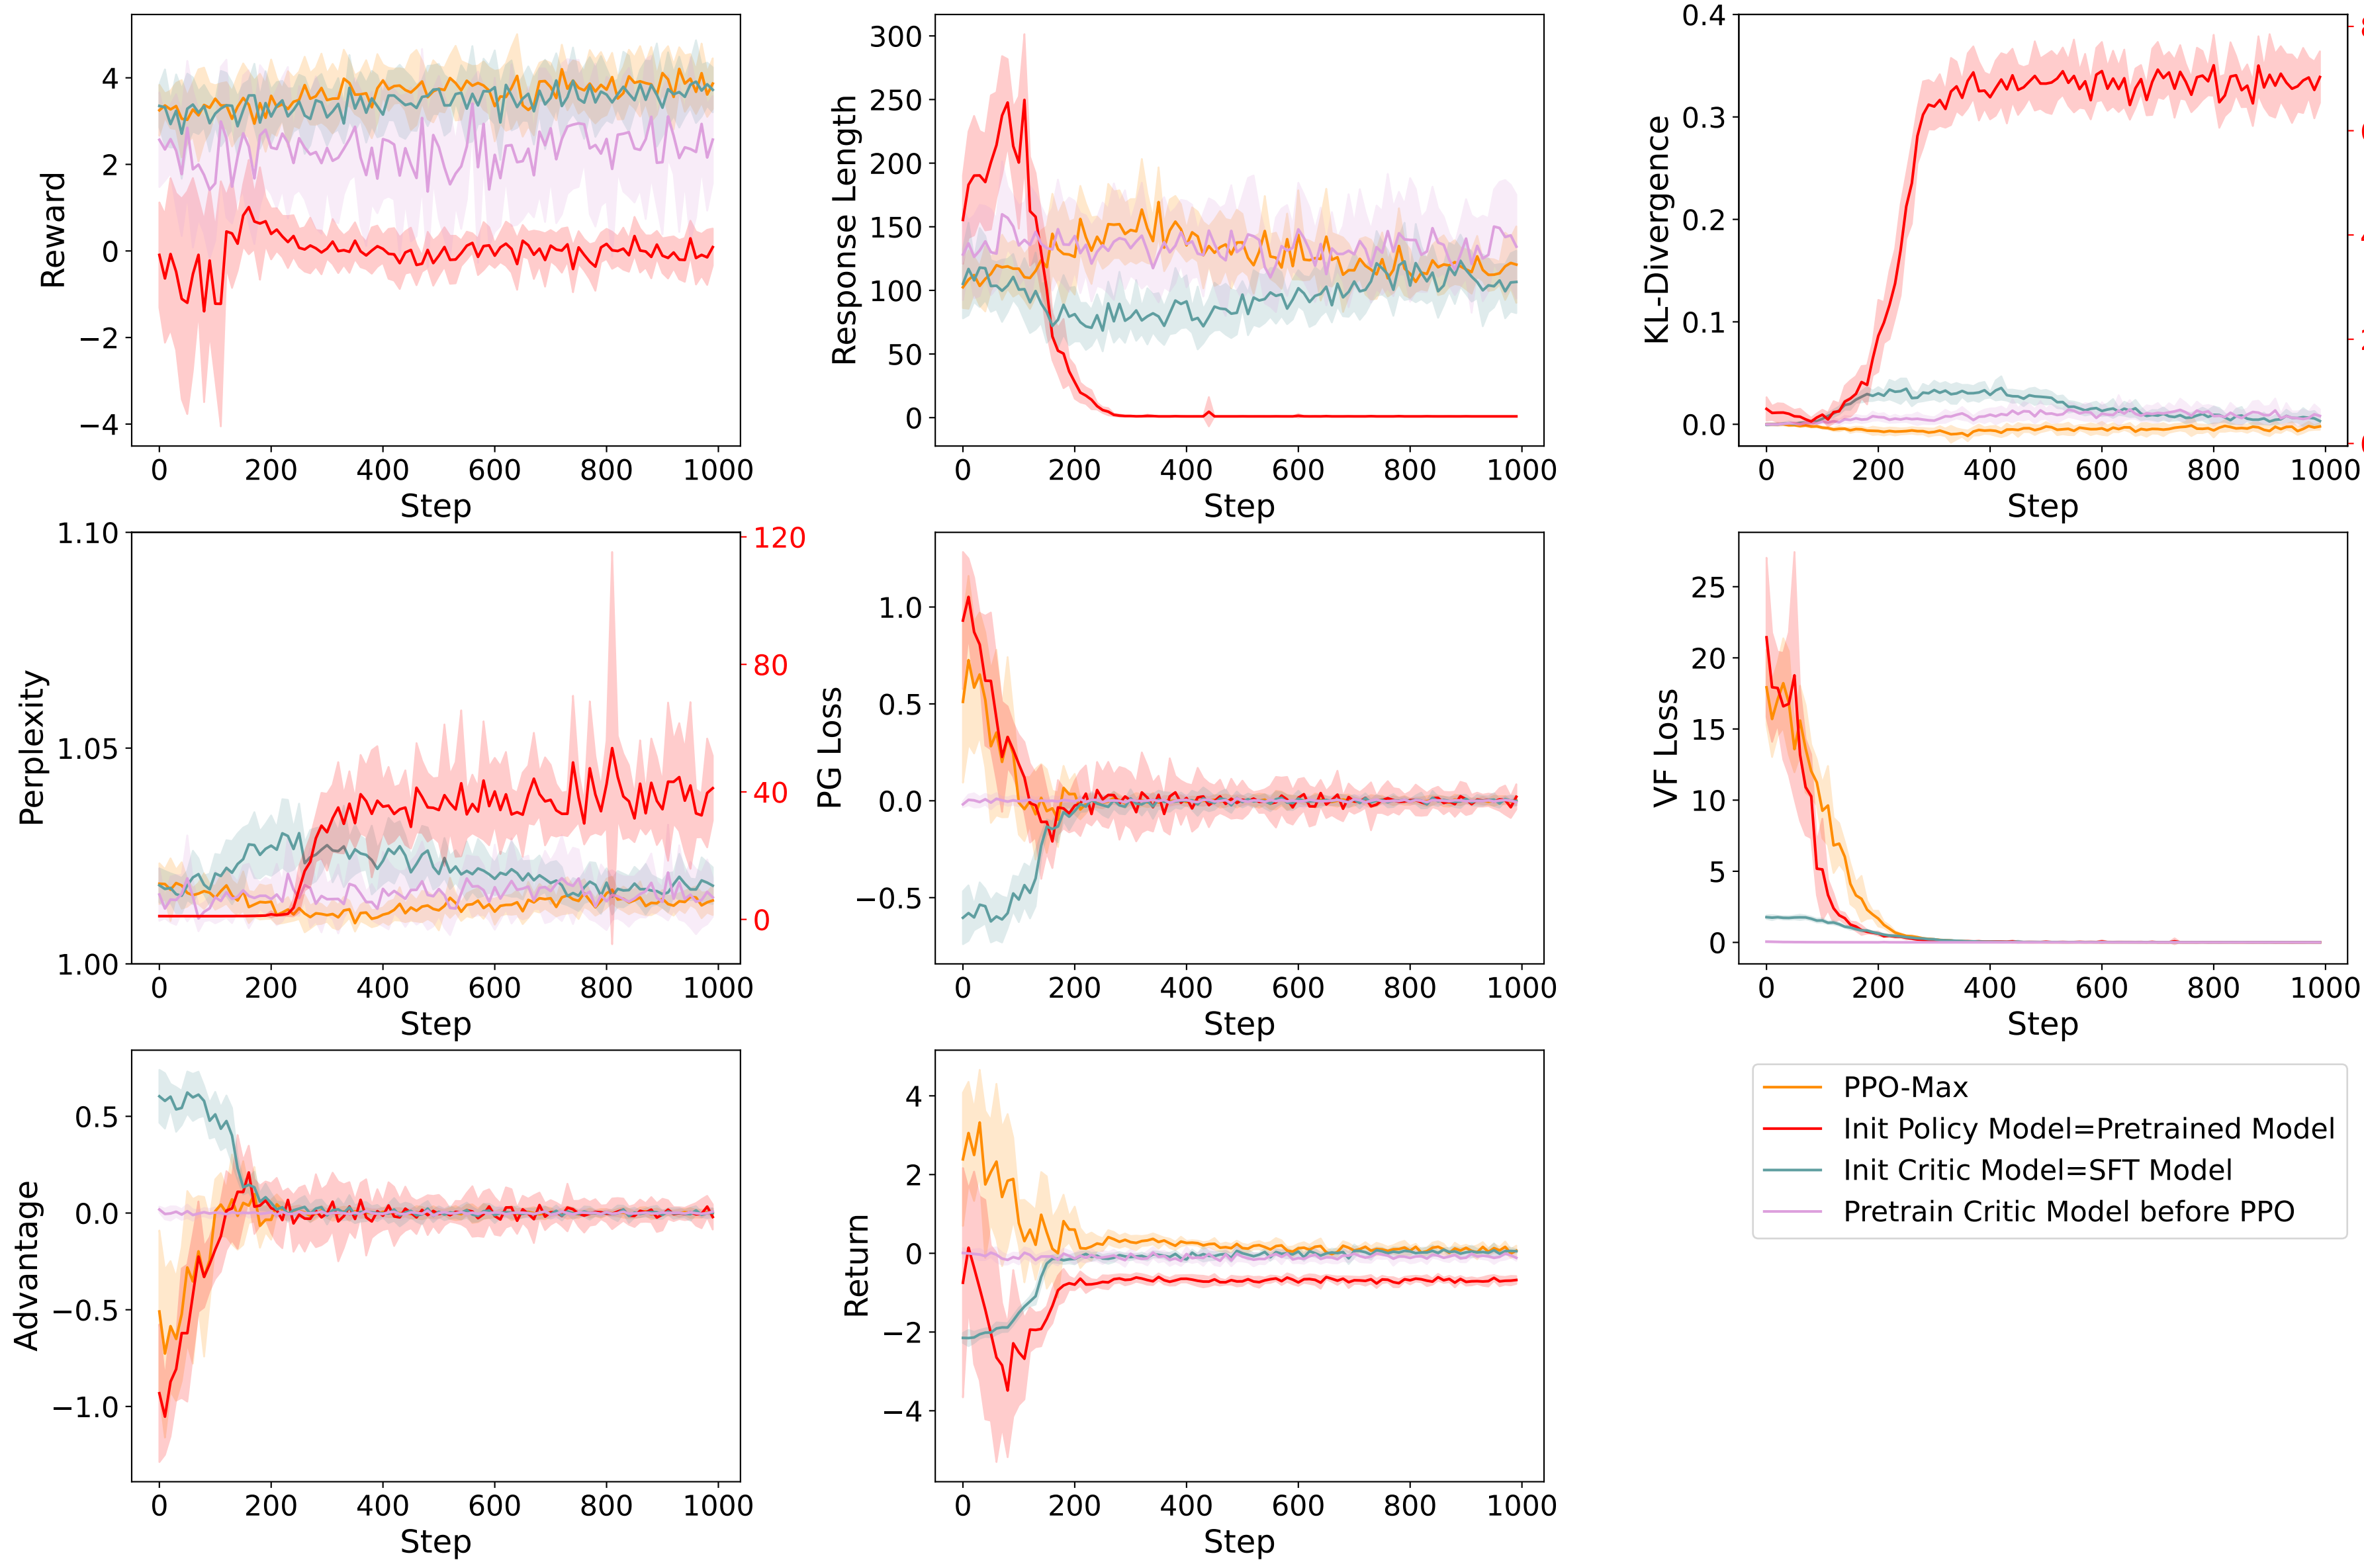 Reward
4
2
0
−2
−4
0 200 400 600 800 1000
Step
Response Length
300
250
200
150
100
50
0
0 200 400 600 800 1000
Step
KL-Divergence
0.4
0.3
0.2
0.1
0.0
0 200 400 600 800 1000
Step
Perplexity
1.10
1.05
1.00
120
80
40
0
0 200 400 600 800 1000
Step
PG Loss
1.0
0.5
0.0
−0.5
0 200 400 600 800 1000
Step
VF Loss
25
20
15
10
5
0
0 200 400 600 800 1000
Step
Advantage
0.5
0.0
−0.5
−1.0
0 200 400 600 800 1000
Step
Return
4
2
0
−2
−4
0 200 400 600 800 1000
Step
PPO-Max
Init Policy Model=Pretrained Model
Init Critic Model=SFT Model
Pretrain Critic Model before PPO